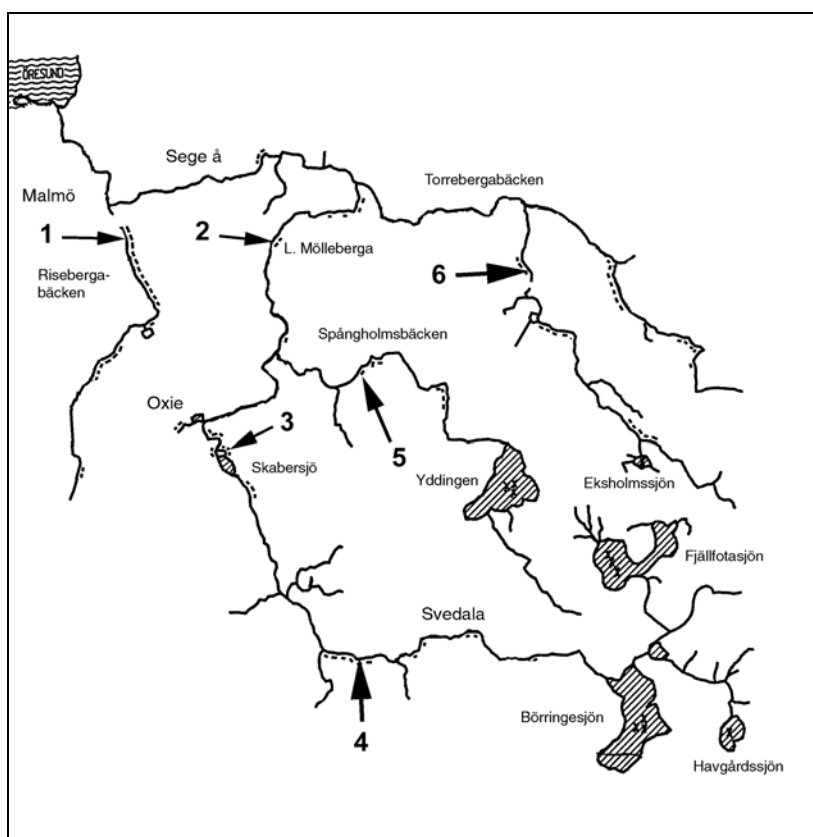 ÖRESUND
Sege å
Torrebergabäcken
Malmö
1
2
L. Mölleberga
6
Riseberga-
bäcken
Spångholmsbäcken
Oxie
3
5
Skabersjö
Yddingen
Eksholmssjön
Fjällfotasjön
Svedala
4
Börringesjön
Havgårdssjön